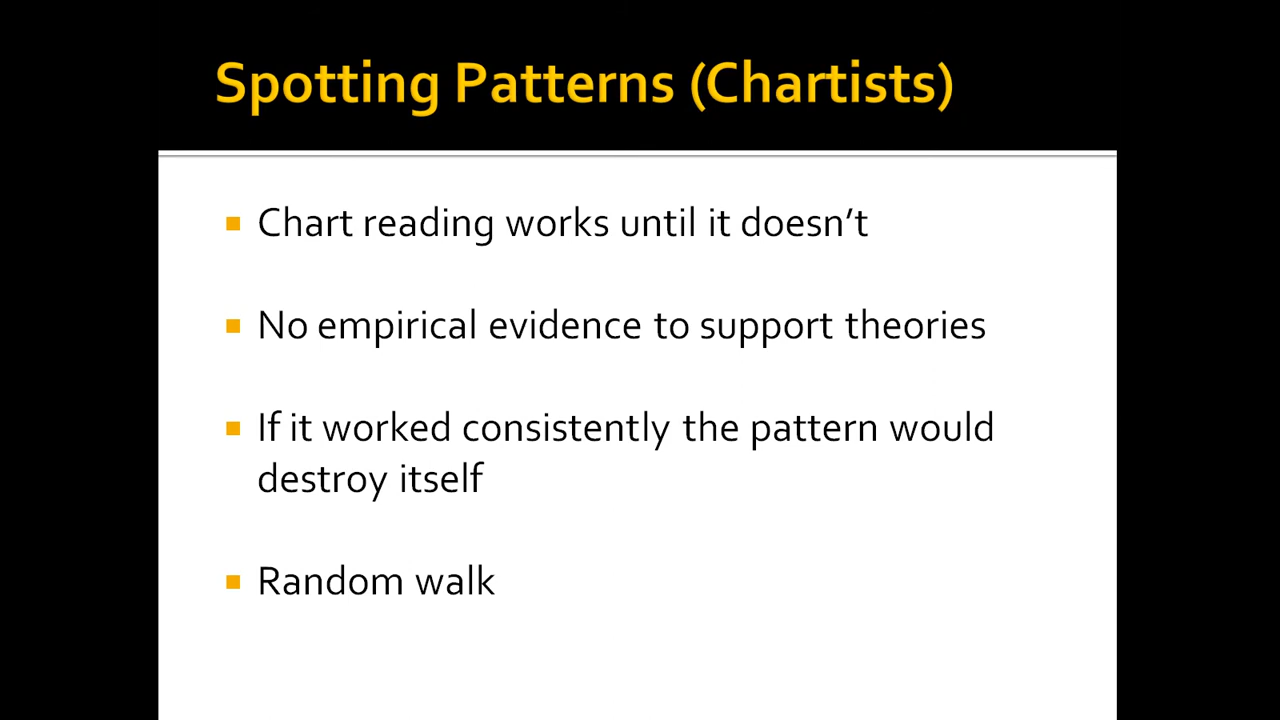 Spotting Patterns (Chartists)
Chart reading works until it doesn’t
No empirical evidence to support theories
If it worked consistently the pattern would
destroy itself
Random walk